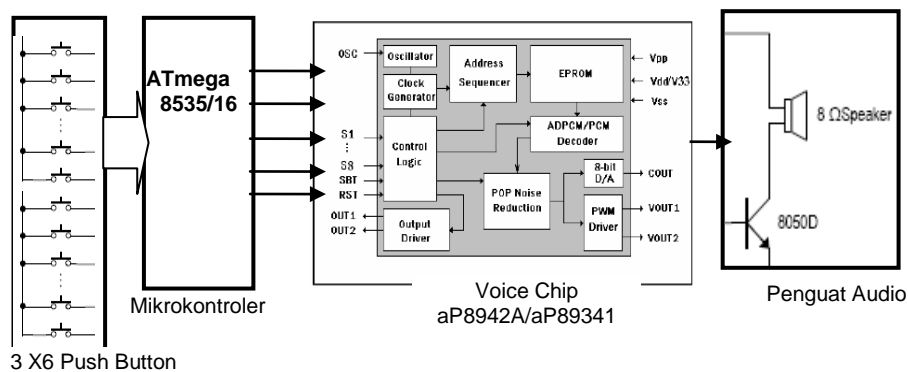 ATmega
8535/16
Mikrokontroler
3 X6 Push Button
OSC
Oscillator
Clock
Generator
Address
Sequencer
EPROM
Vpp
Vdd/V33
Vss
ADPCM/PCM
Decoder
S1
S8
SBT
RST
Control
Logic
OUT1
OUT2
Output
Driver
POP Noise
Reduction
8-bit
D/A
COUT
PWM
Driver
VOUT1
VOUT2
Voice Chip
aP8942A/aP89341
8 ΩSpeaker
8050D
Penguat Audio